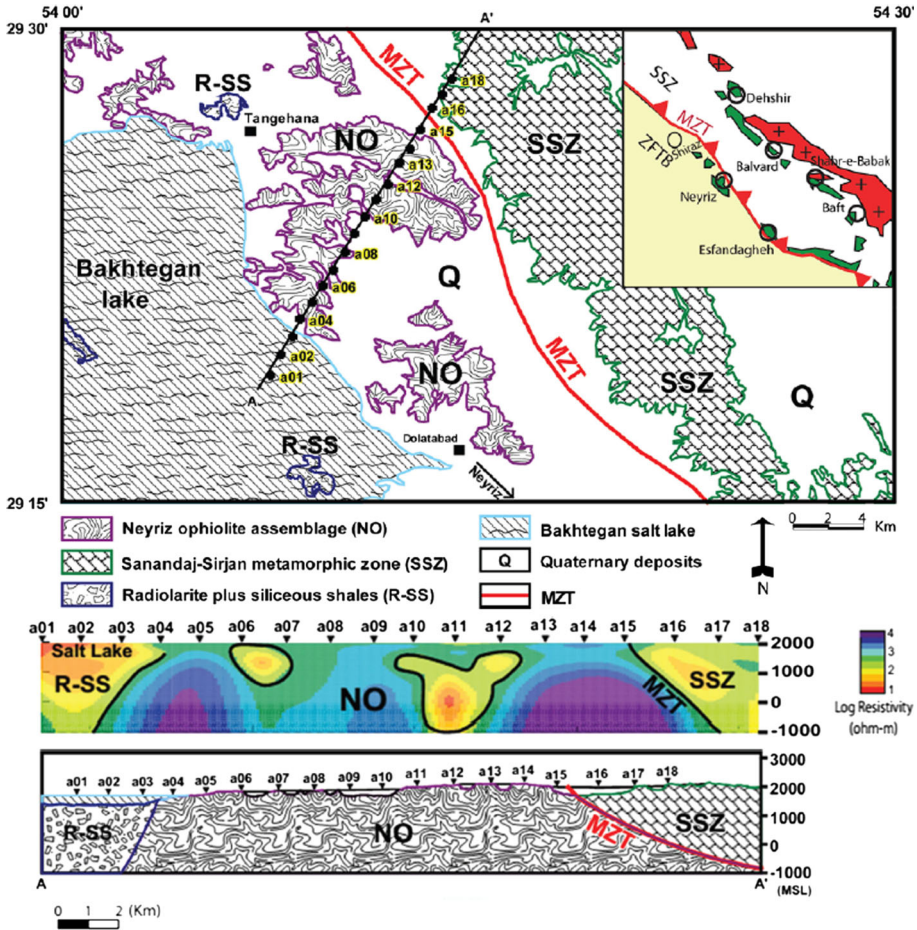 54 00'
A'
54 30'
29 30'
29 15'
R-SS
Tangehana
NO
MZT
a18
a16
a15
a13
a12
a10
a08
a06
a04
a02
a01
A
SSZ
Bakhtegan
lake
Q
NO
MZT
SSZ
Q
R-SS
Dolatabad
Neyriz
SSZ
MZT
ZFTB
Shiraz
Dehshir
Balvard
Shahr-e-Babak
Neyriz
Baft
Esfandagheh
Neyriz ophiolite assemblage (NO)
Sanandaj-Sirjan metamorphic zone (SSZ)
Radiolarite plus siliceous shales (R-SS)
Bakhtegan salt lake
Q Quaternary deposits
MZT
N
0 2 4 Km
a01 a02 a03 a04 a05 a06 a07 a08 a09 a10 a11 a12 a13 a14 a15 a16 a17 a18
Salt Lake
R-SS
NO
MZT
SSZ
2000
1000
0
-1000
4
3
2
1
Log Resistivity
(ohm-m)
a01 a02 a03 a04 a05 a06 a07 a08 a09 a10 a11 a12 a13 a14 a15 a16 a17 a18
R-SS
NO
MZT
SSZ
3000
2000
1000
0
-1000
(MSL)
A
A'
0 1 2 (Km)